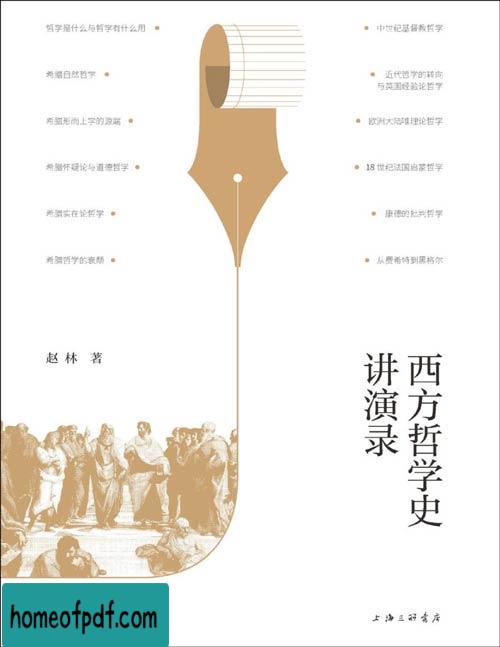 哲学是什么与哲学有什么用
希腊自然哲学
希腊形而上学的源端
希腊怀疑论与道德哲学
希腊实在论哲学
希腊哲学的衰颓
中世纪基督教哲学
近代哲学的转向
与英国经验论哲学
欧洲大陆唯理论哲学
18世纪法国启蒙哲学
康德的批判哲学
从费希特到黑格尔
赵林 著
西方哲学史
讲演录
上海三联书店
homeofpdf.com